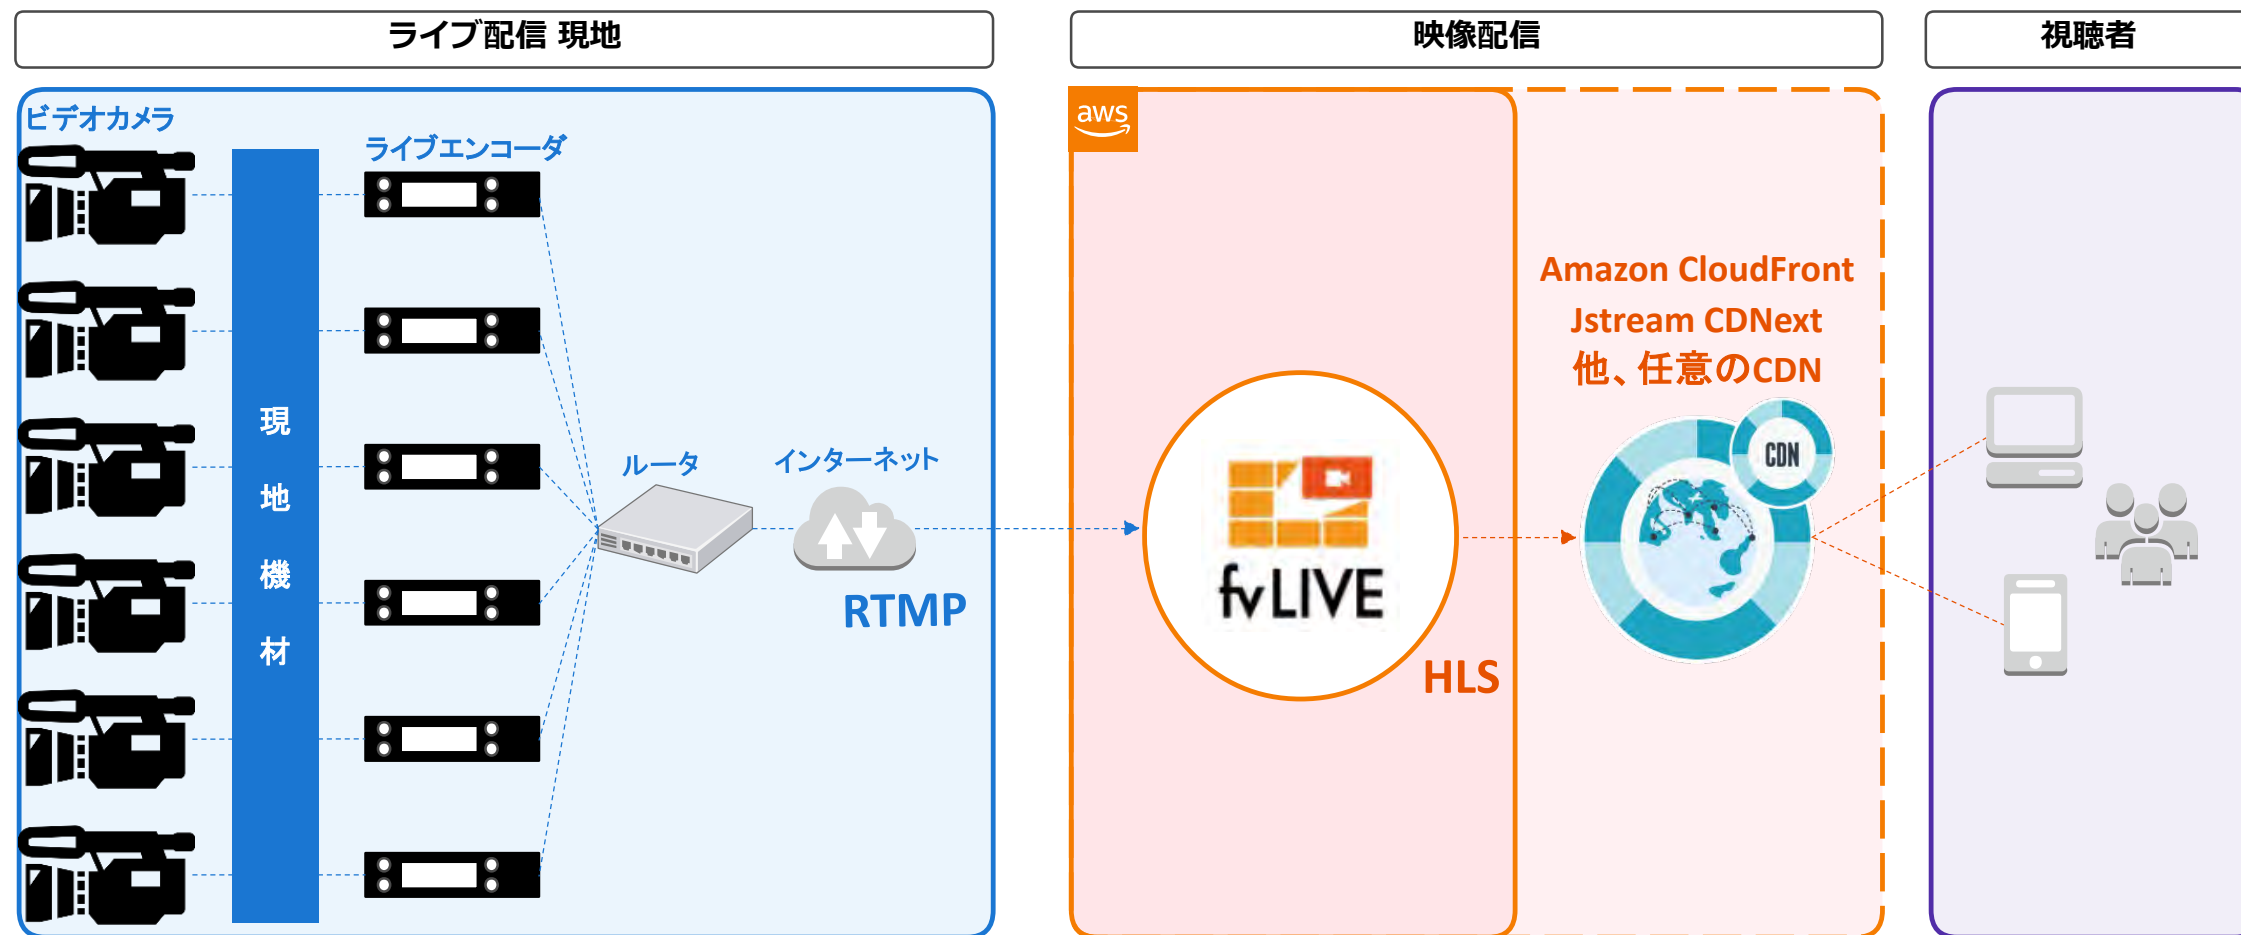 ライブ配信 現地
映像配信
視聴者
ビデオカメラ
ライブエンコーダ
現地機材
ルータ
インターネット
RTMP
aws
fvLIVE
HLS
Amazon CloudFront
Jstream CDNext
他、任意のCDN
CDN